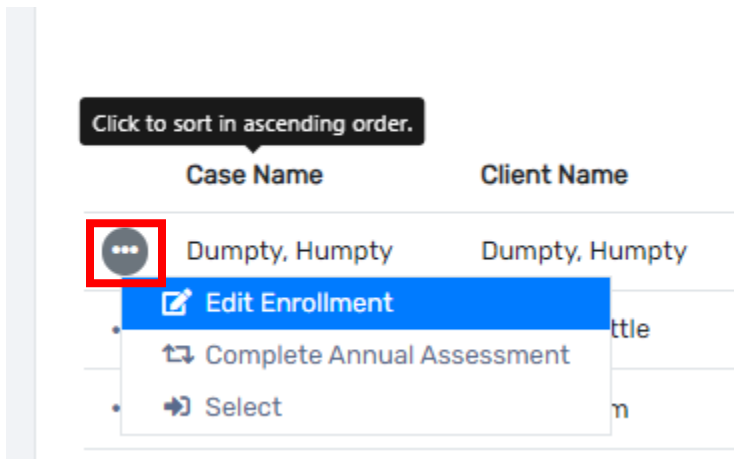 Click to sort in ascending order.
Case Name Client Name
Dumpty, Humpty Dumpty, Humpty
Edit Enrollment
ttle
Complete Annual Assessment
Select
m